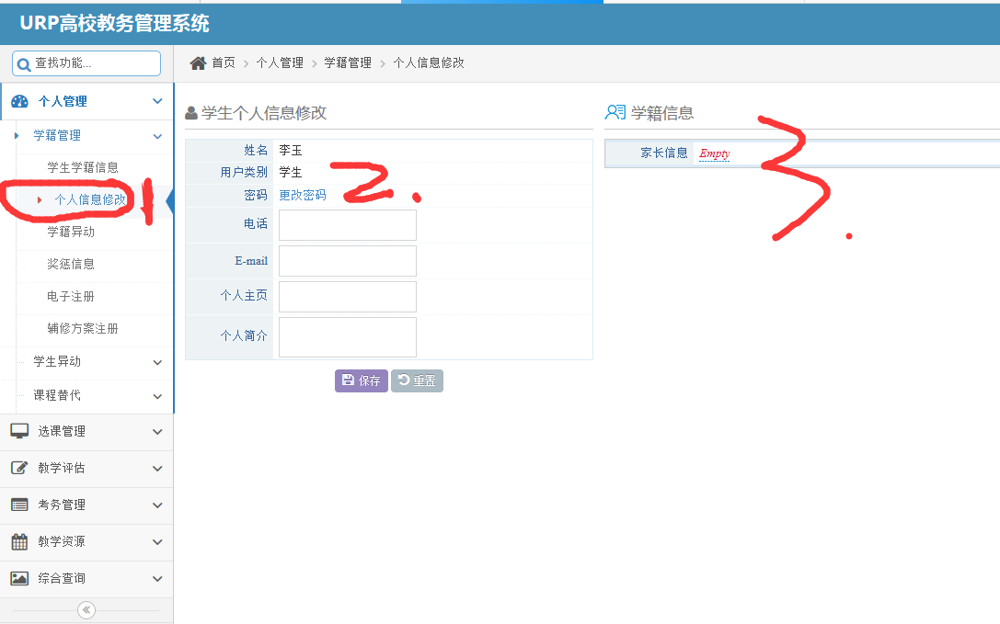 URP高校教务管理系统
查找功能...
首页 > 个人管理 > 学籍管理 > 个人信息修改
个人管理
学籍管理
学生学籍信息
个人信息修改
1
学籍异动
奖惩信息
电子注册
辅修方案注册
学生异动
课程替代
选课管理
教学评估
考务管理
教学资源
综合查询
学生个人信息修改
姓名 李玉
用户类别 学生
密码 更改密码
2.
电话
E-mail
个人主页
个人简介
保存 重置
学籍信息
家长信息 Empty
3.